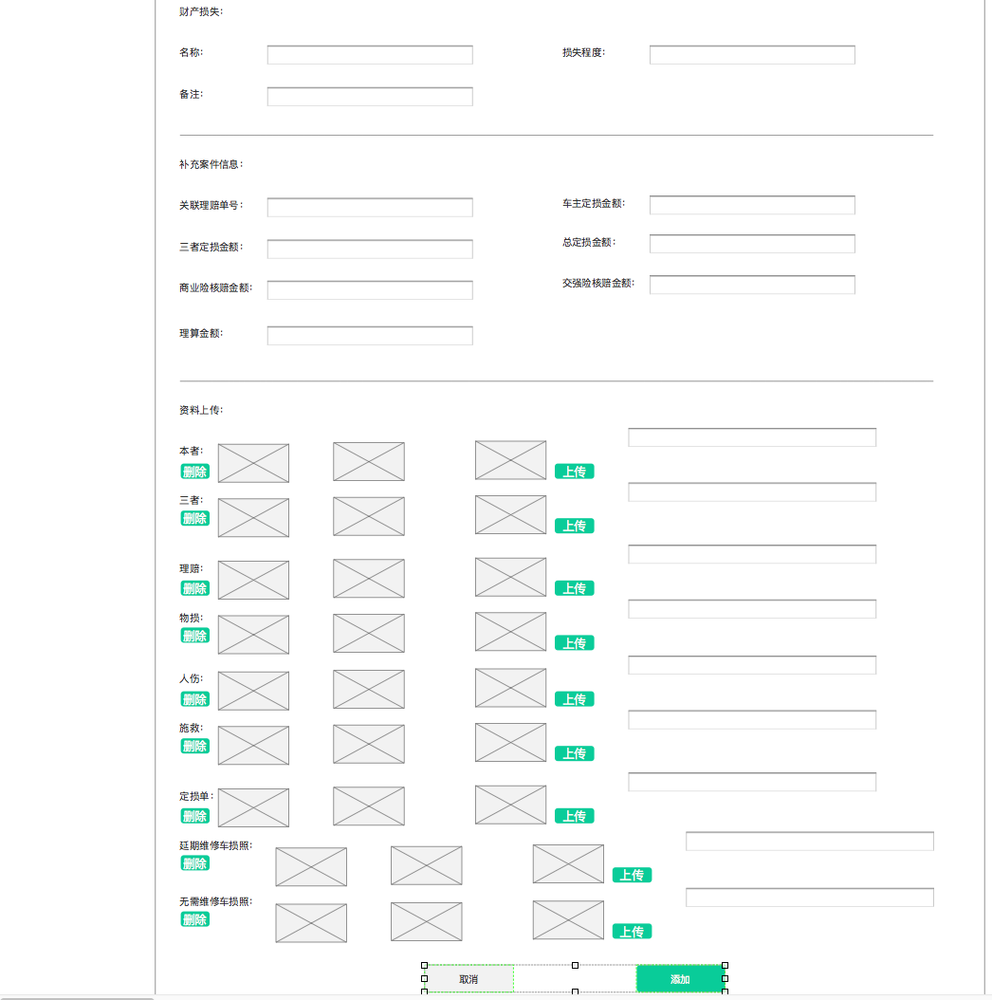 财产损失:
名称:
损失程度:
备注:
补充案件信息:
关联理赔单号:
车主定损金额:
三者定损金额:
总定损金额:
商业险核赔金额:
交强险核赔金额:
理算金额:
资料上传:
本者:
删除
上传
三者:
删除
上传
理赔:
删除
上传
物损:
删除
上传
人伤:
删除
上传
施救:
删除
上传
定损单:
删除
上传
延期维修车损照:
删除
上传
无需维修车损照:
删除
上传
取消
添加